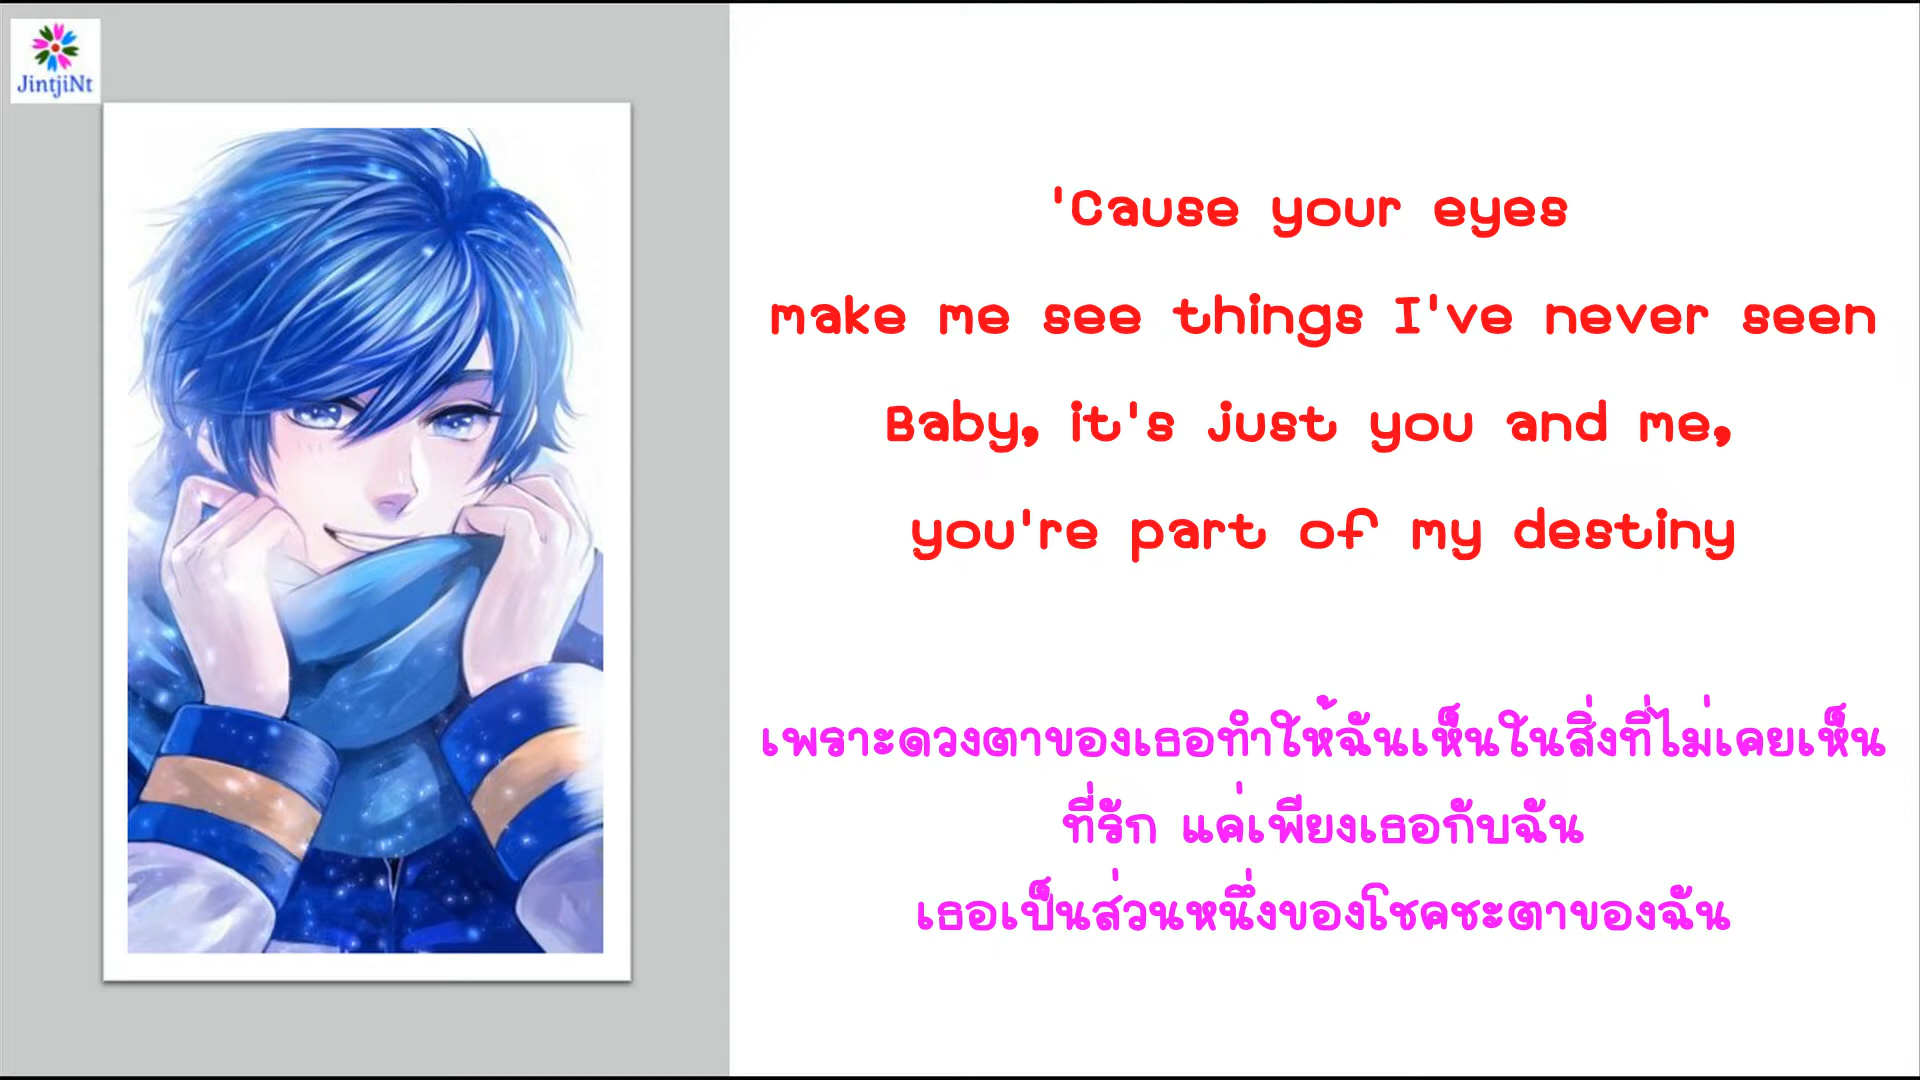 JintjiNt
'Cause your eyes
make me see things I've never seen
Baby, it's just you and me,
you're part of my destiny
เพราะดวงตาของเธอทำให้ฉันเห็นในสิ่งที่ไม่เคยเห็น
ที่รัก แค่เพียงเธอกับฉัน
เธอเป็นส่วนหนึ่งของโชคชะตาของฉัน